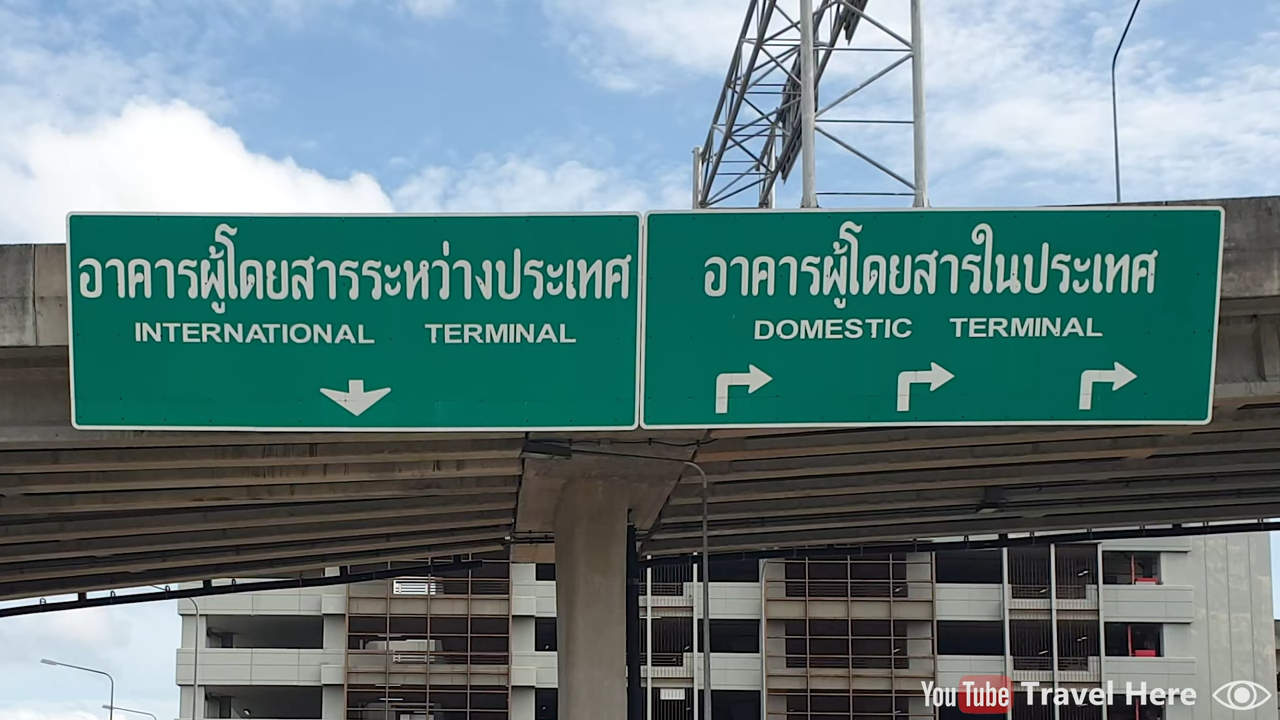 อาคารผู้โดยสารระหว่างประเทศ
INTERNATIONAL TERMINAL
อาคารผู้โดยสารในประเทศ
DOMESTIC TERMINAL
You Tube Travel Here